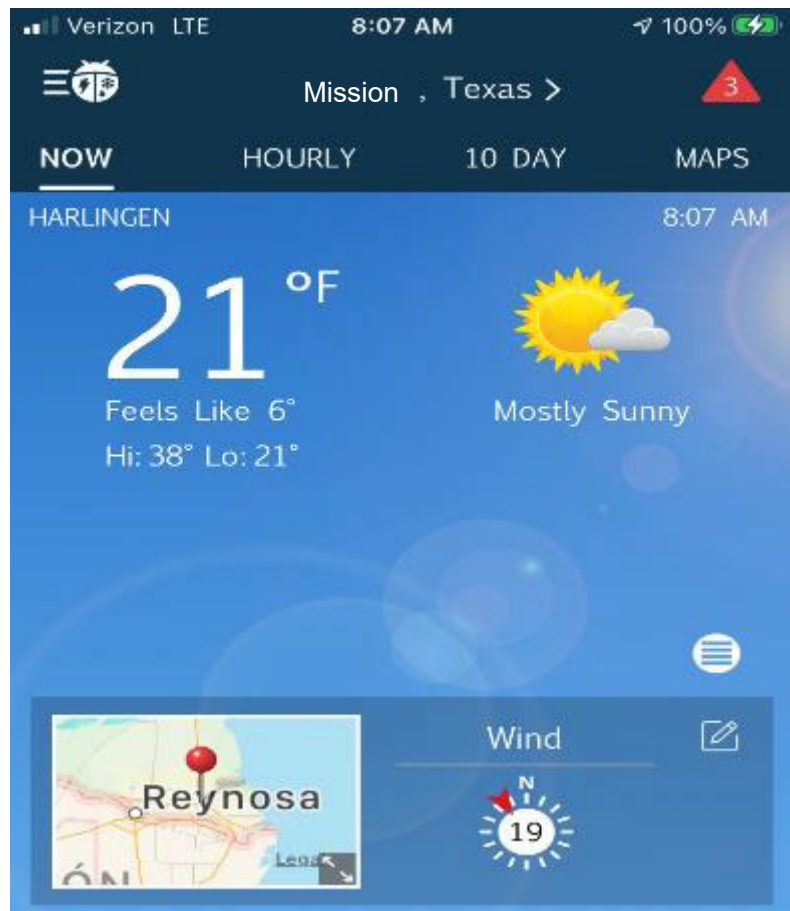 Verizon LTE 8:07 AM 100%
Mission , Texas > 3
NOW HOURLY 10 DAY MAPS
HARLINGEN 8:07 AM
21 °F
Feels Like 6°
Mostly Sunny
Hi: 38° Lo: 21°
Wind
N
19
Reynosa
ÓN